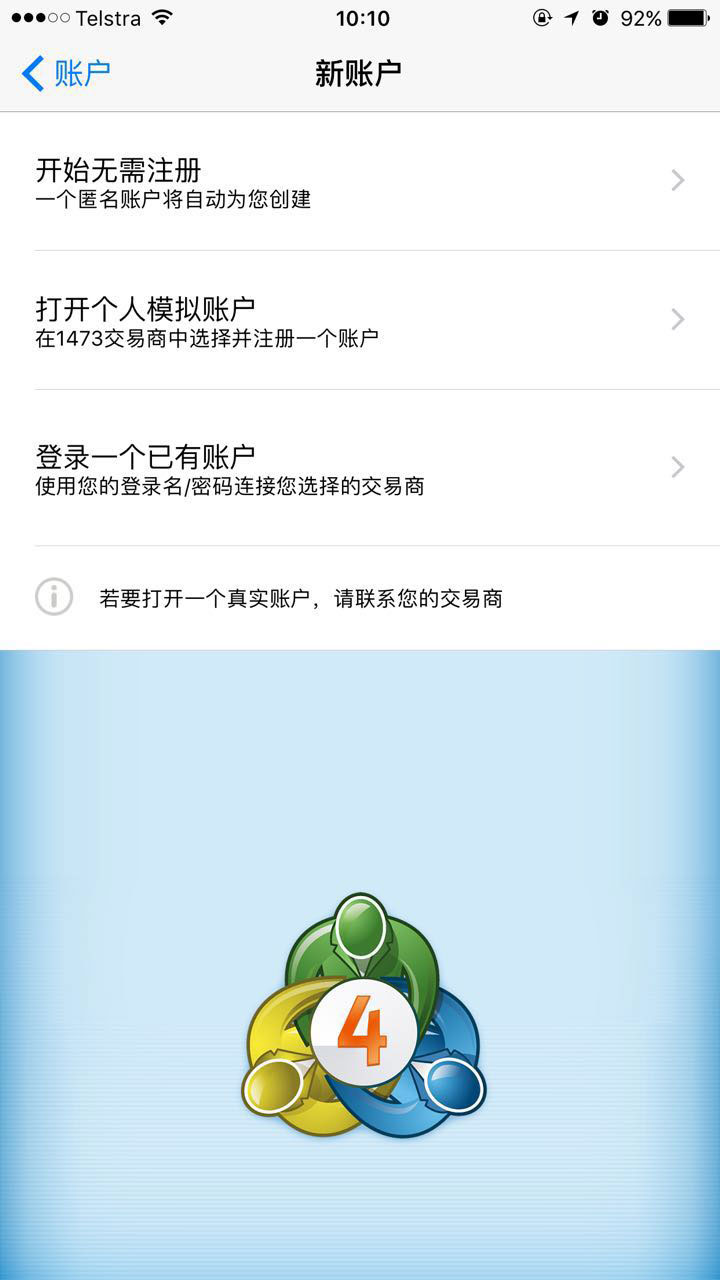 Telstra 10:10 92%
账户 新账户
开始无需注册
一个匿名账户将自动为您创建
打开个人模拟账户
在1473交易商中选择并注册一个账户
登录一个已有账户
使用您的登录名/密码连接您选择的交易商
若要打开一个真实账户，请联系您的交易商
4